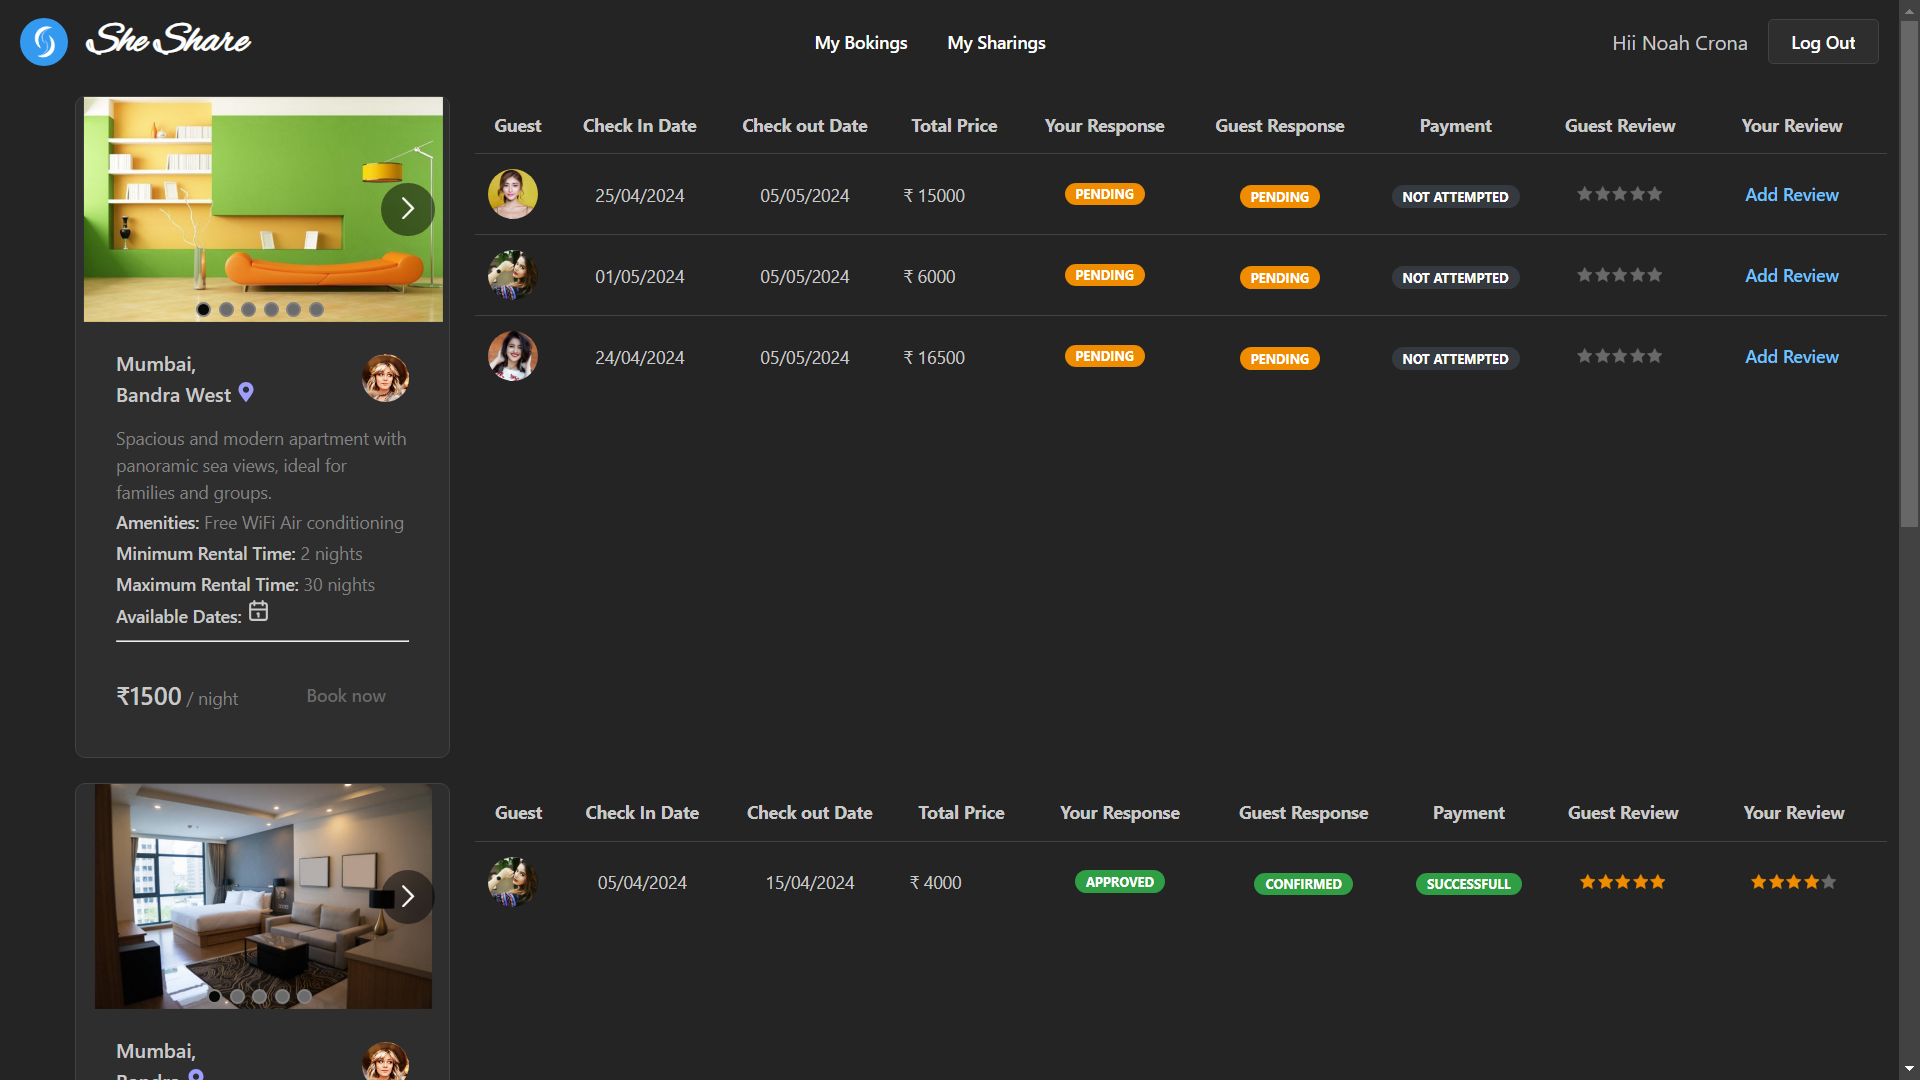 She Share
My Bokings My Sharings
Hii Noah Crona
Log Out
Guest Check In Date Check out Date Total Price Your Response Guest Response Payment Guest Review Your Review
25/04/2024 05/05/2024 ₹ 15000 PENDING PENDING NOT ATTEMPTED Add Review
01/05/2024 05/05/2024 ₹ 6000 PENDING PENDING NOT ATTEMPTED Add Review
24/04/2024 05/05/2024 ₹ 16500 PENDING PENDING NOT ATTEMPTED Add Review
Mumbai,
Bandra West
Spacious and modern apartment with
panoramic sea views, ideal for
families and groups.
Amenities: Free WiFi Air conditioning
Minimum Rental Time: 2 nights
Maximum Rental Time: 30 nights
Available Dates:
₹1500 / night
Book now
Guest Check In Date Check out Date Total Price Your Response Guest Response Payment Guest Review Your Review
05/04/2024 15/04/2024 ₹ 4000 APPROVED CONFIRMED SUCCESSFULL
Mumbai,
Bandra